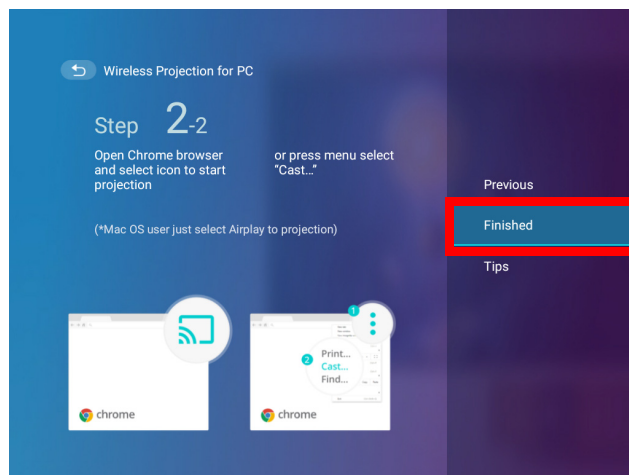 Wireless Projection for PC
Step 2-2
Open Chrome browser
and select icon to start
projection
or press menu select
“Cast...”
(*Mac OS user just select Airplay to projection)
Previous
Finished
Tips
1
2
Print...
Cast...
Find...
chrome
chrome